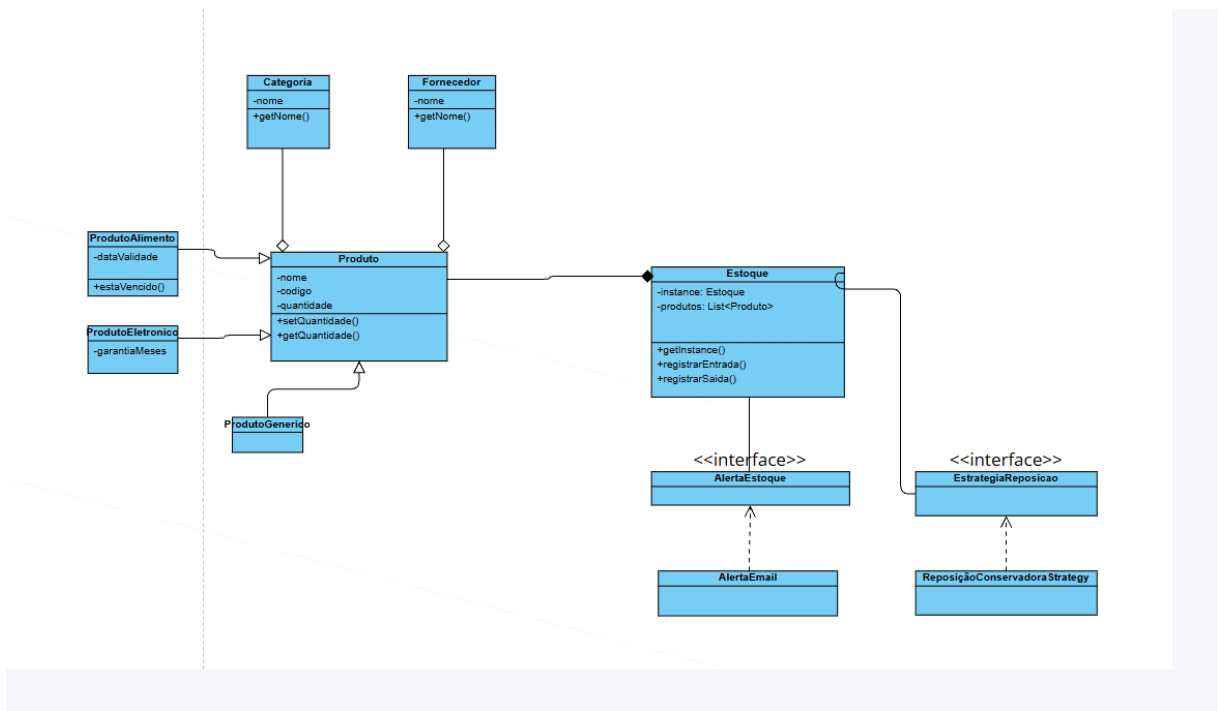 Categoria
-nome
+getNome()
Fornecedor
-nome
+getNome()
ProdutoAlimento
-dataValidade
+estaVencido()
ProdutoEletronico
-garantiaMeses
ProdutoGenerico
Produto
-nome
-codigo
-quantidade
+setQuantidade()
+getQuantidade()
Estoque
-instance: Estoque
-produtos: List<Produto>
+getInstance()
+registrarEntrada()
+registrarSaida()
<<interface>>
AlertaEstoque
<<interface>>
EstrategiaReposicao
AlertaEmail
ReposiçãoConservadoraStrategy